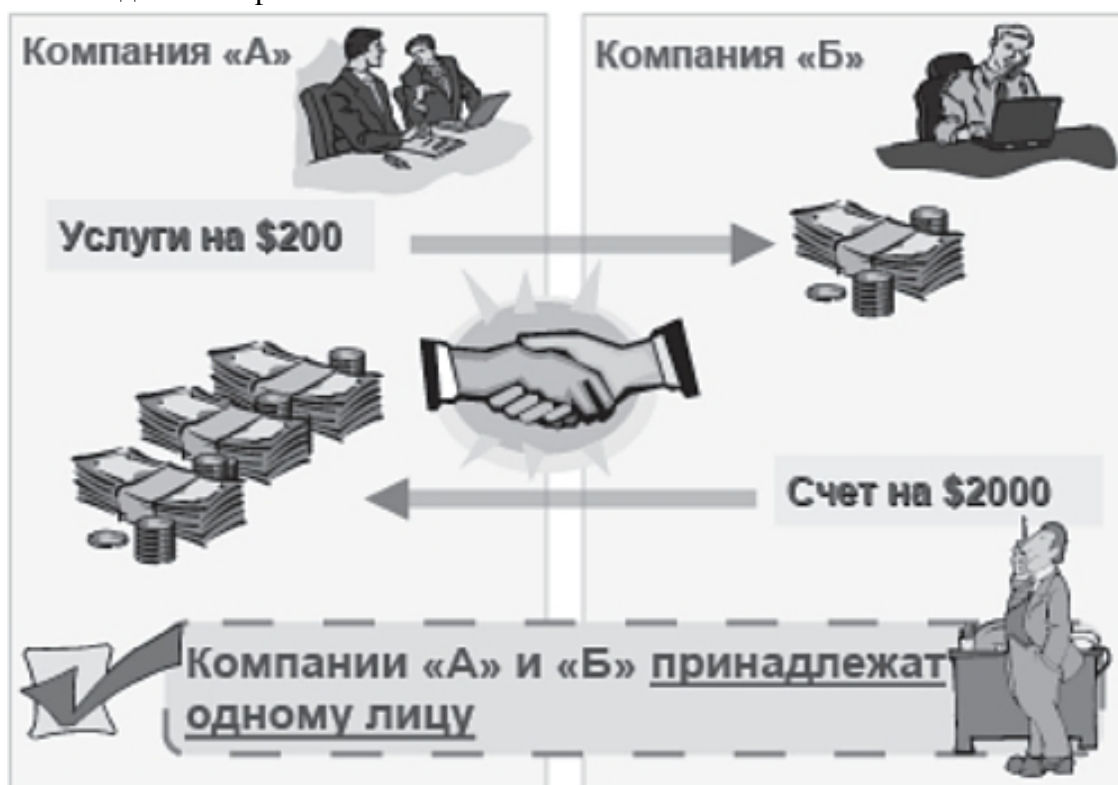 Компания «А»
Компания «Б»
Услуги на $200
Счет на $2000
Компании «А» и «Б» принадлежат
одному лицу